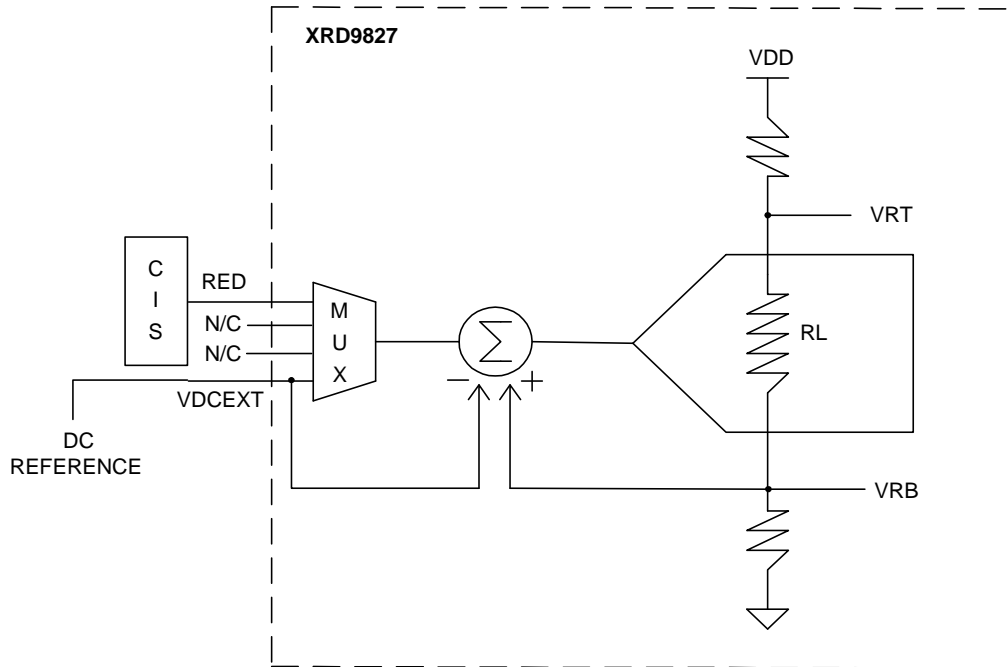 XRD9827
VDD
VRT
C
I
S
RED
N/C
N/C
VDCEXT
M
U
X
Σ
−
+
RL
DC
REFERENCE
VRB